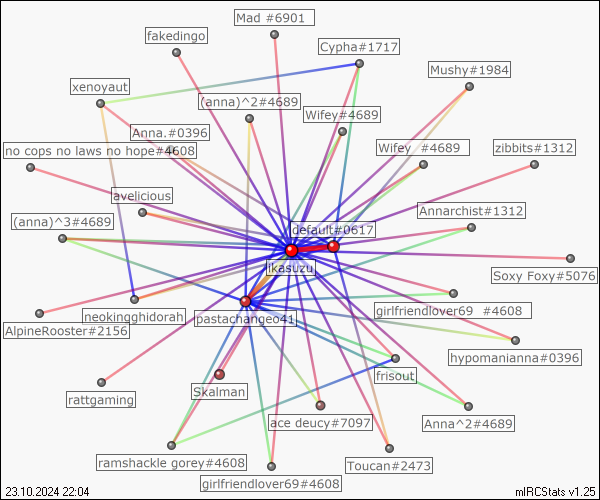 Mad #6901
fakedingo
Cypha#1717
Mushy#1984
xenoyaut
(anna)^2#4689
Wifey#4689
Anna.#0396
no cops no laws no hope#4608
Wifey #4689
zibbits#1312
avelicious
Annarchist#1312
(anna)^3#4689
default#0617
ikasuzu
Soxy Foxy#5076
neokingghidorah
pastachangeo41
girlfriendlover69 #4608
AlpineRooster#2156
hypomanianna#0396
frisout
Skalman
rattgaming
ace deucy#7097
Anna^2#4689
ramshackle gorey#4608
Toucan#2473
girlfriendlover69#4608
23.10.2024 22:04
mIRCStats v1.25